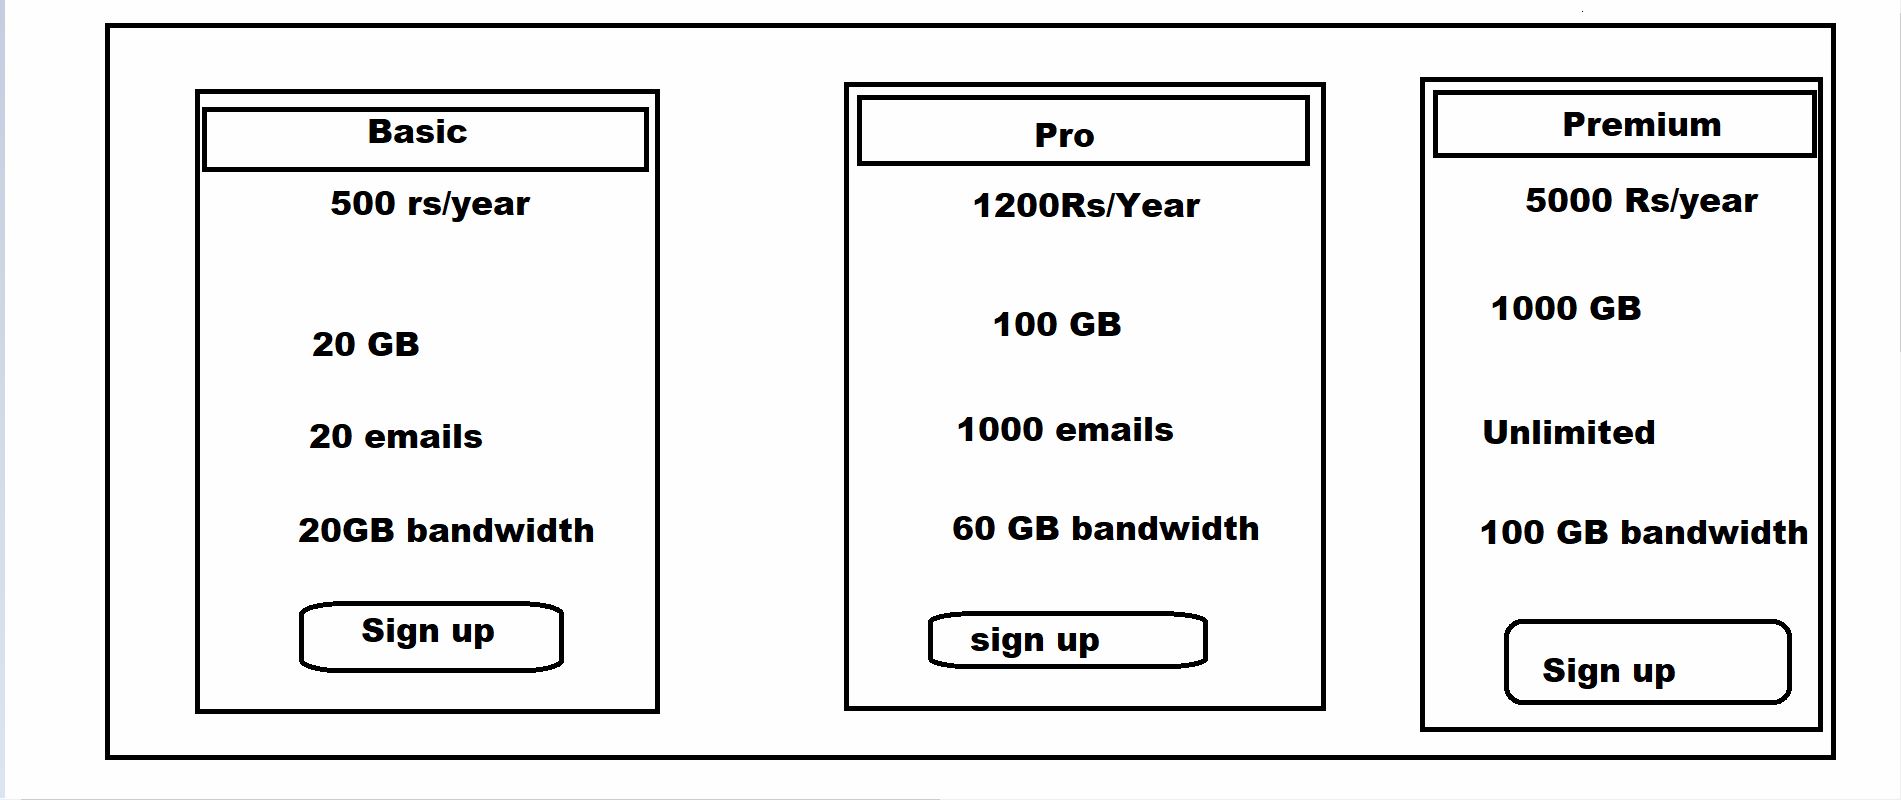 Basic
500 rs/year
20 GB
20 emails
20GB bandwidth
Sign up
Pro
1200Rs/Year
100 GB
1000 emails
60 GB bandwidth
sign up
Premium
5000 Rs/year
1000 GB
Unlimited
100 GB bandwidth
Sign up